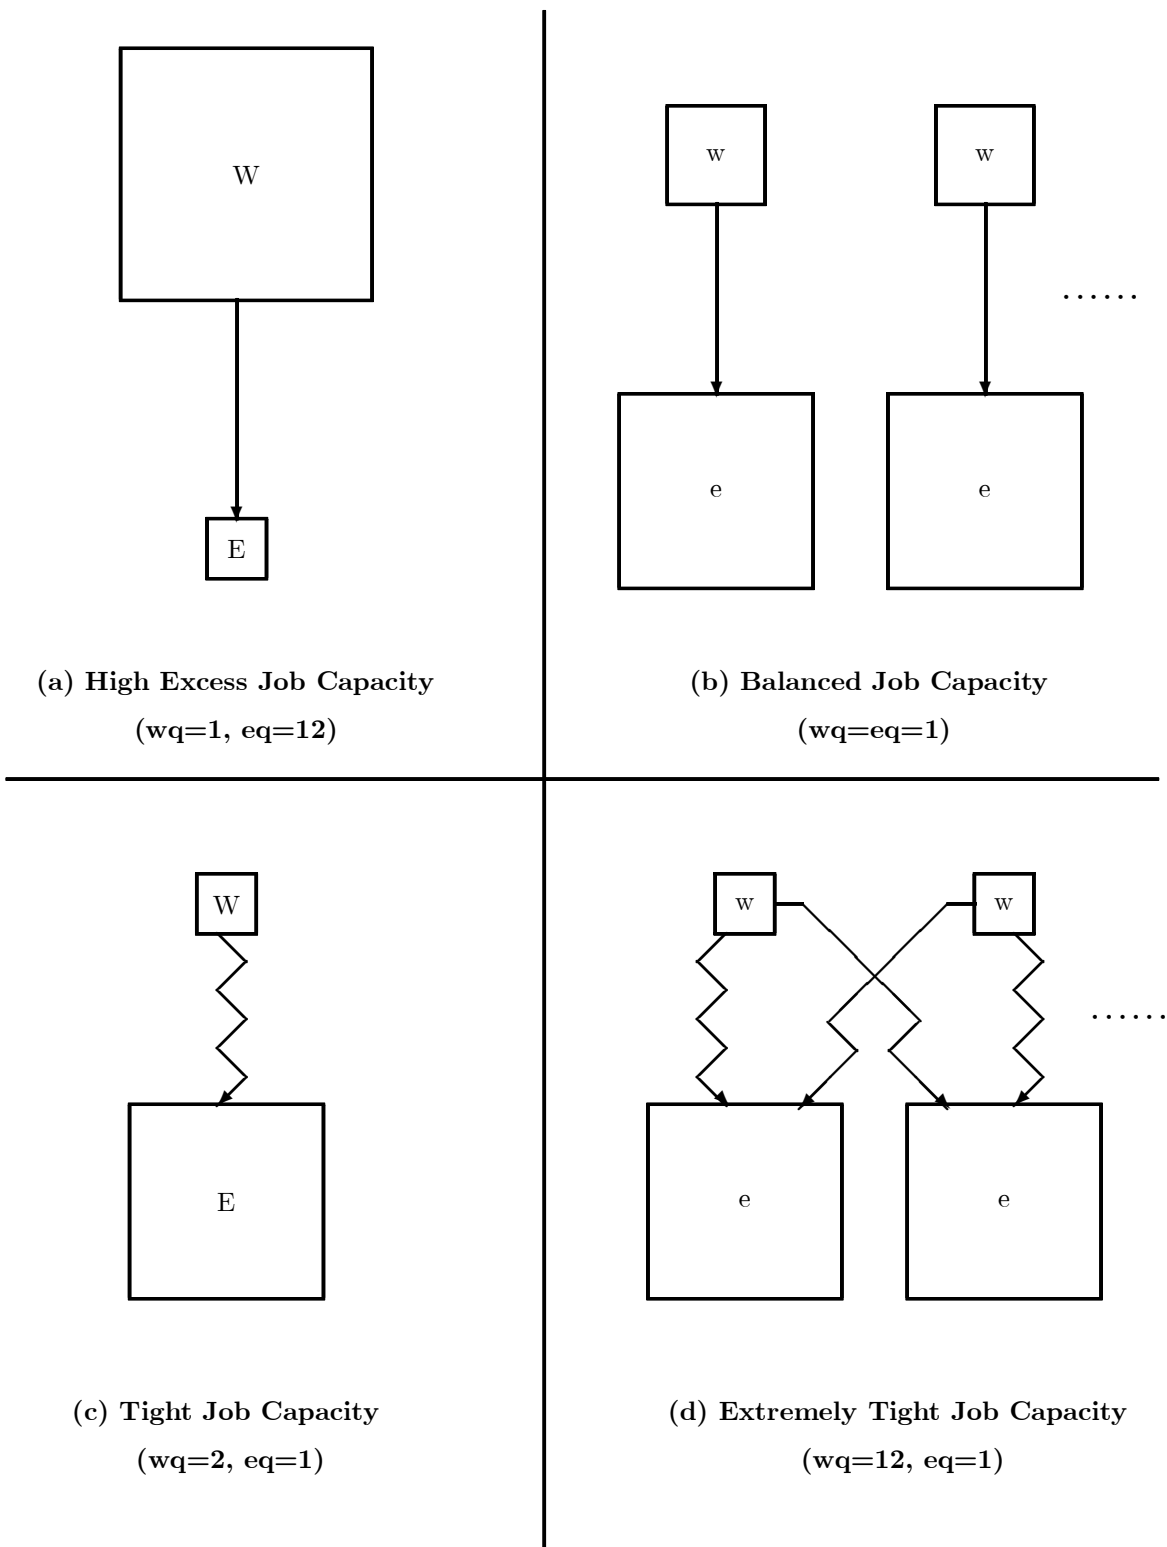 W
E
(a) High Excess Job Capacity
(wq=1, eq=12)
w w
......
e e
(b) Balanced Job Capacity
(wq=eq=1)
W
E
(c) Tight Job Capacity
(wq=2, eq=1)
w w
......
e e
(d) Extremely Tight Job Capacity
(wq=12, eq=1)